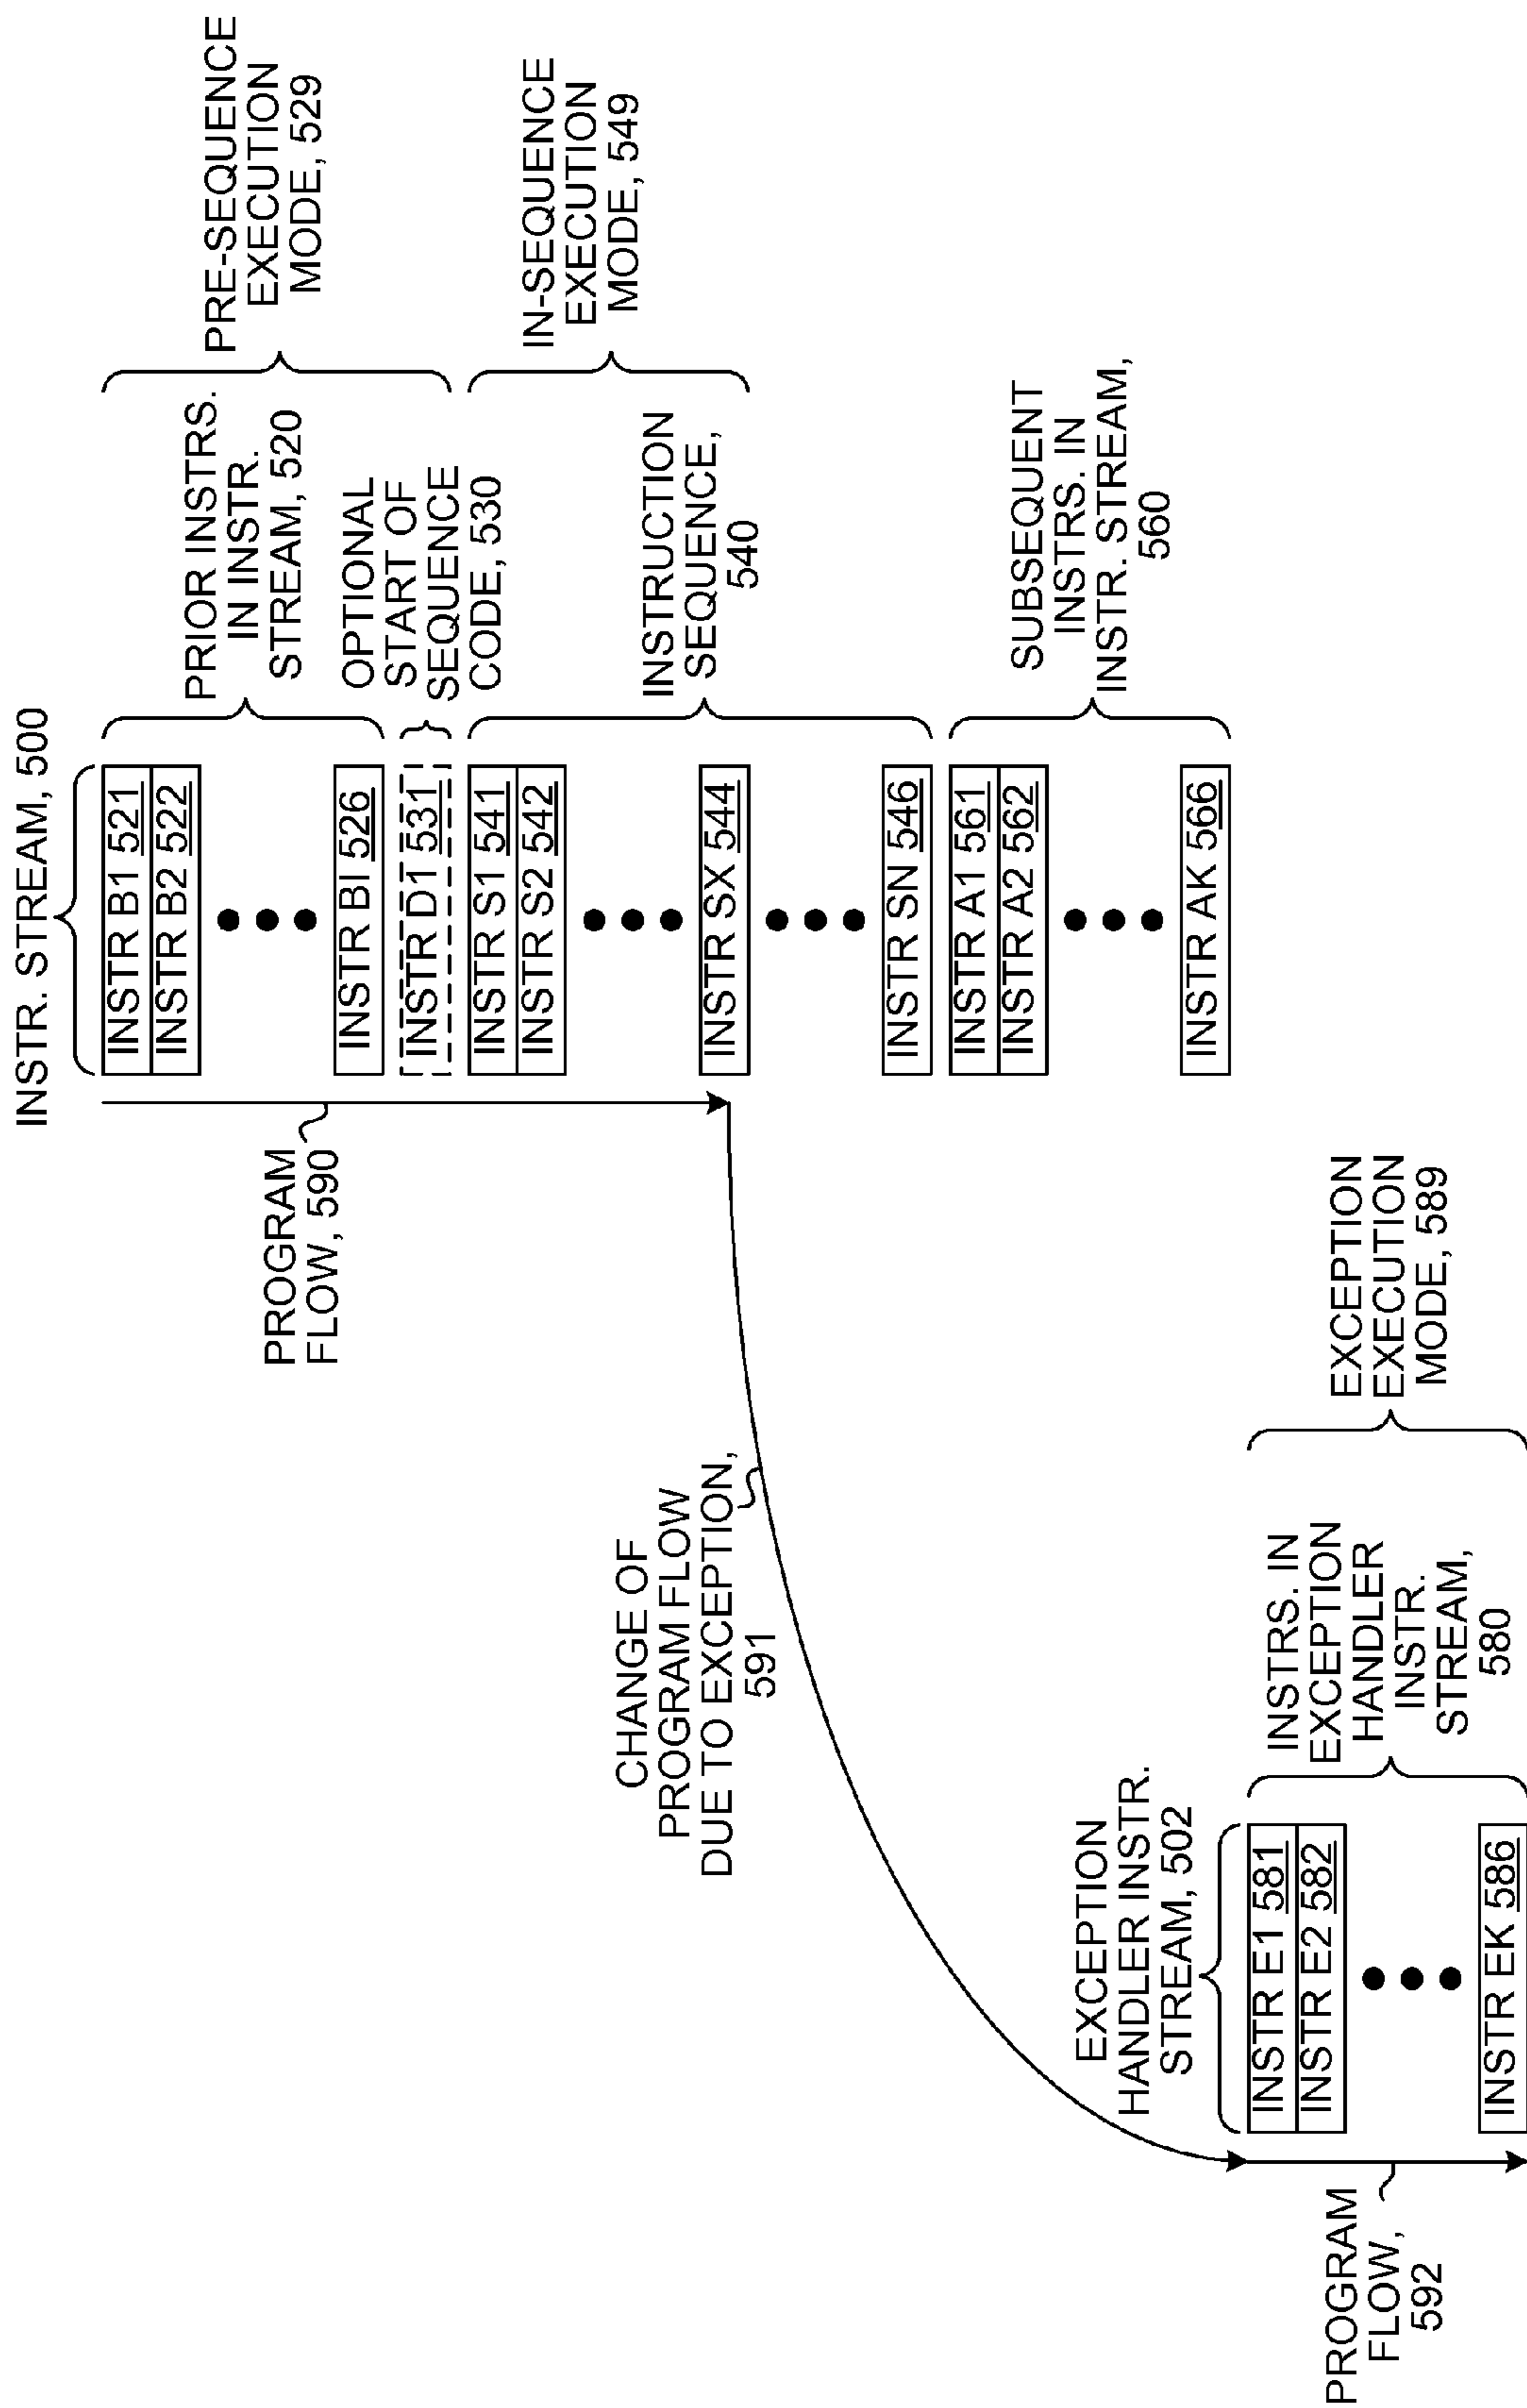 INSTR. STREAM, 500
INSTR B1 521
INSTR B2 522
INSTR BI 526
INSTR D1 531
INSTR S1 541
INSTR S2 542
INSTR SX 544
INSTR SN 546
INSTR A1 561
INSTR A2 562
INSTR AK 566
PRIOR INSTRS.
IN INSTR.
STREAM, 520
OPTIONAL
START OF
SEQUENCE
CODE, 530
INSTRUCTION
SEQUENCE,
540
SUBSEQUENT
INSTRS. IN
INSTR. STREAM,
560
PRE-SEQUENCE
EXECUTION
MODE, 529
IN-SEQUENCE
EXECUTION
MODE, 549
PROGRAM
FLOW, 590
CHANGE OF
PROGRAM FLOW
DUE TO EXCEPTION,
591
EXCEPTION
HANDLER INSTR.
STREAM, 502
INSTR E1 581
INSTR E2 582
INSTR EK 586
INSTRS. IN
EXCEPTION
HANDLER
INSTR.
STREAM,
580
EXCEPTION
EXECUTION
MODE, 589
PROGRAM
FLOW,
592